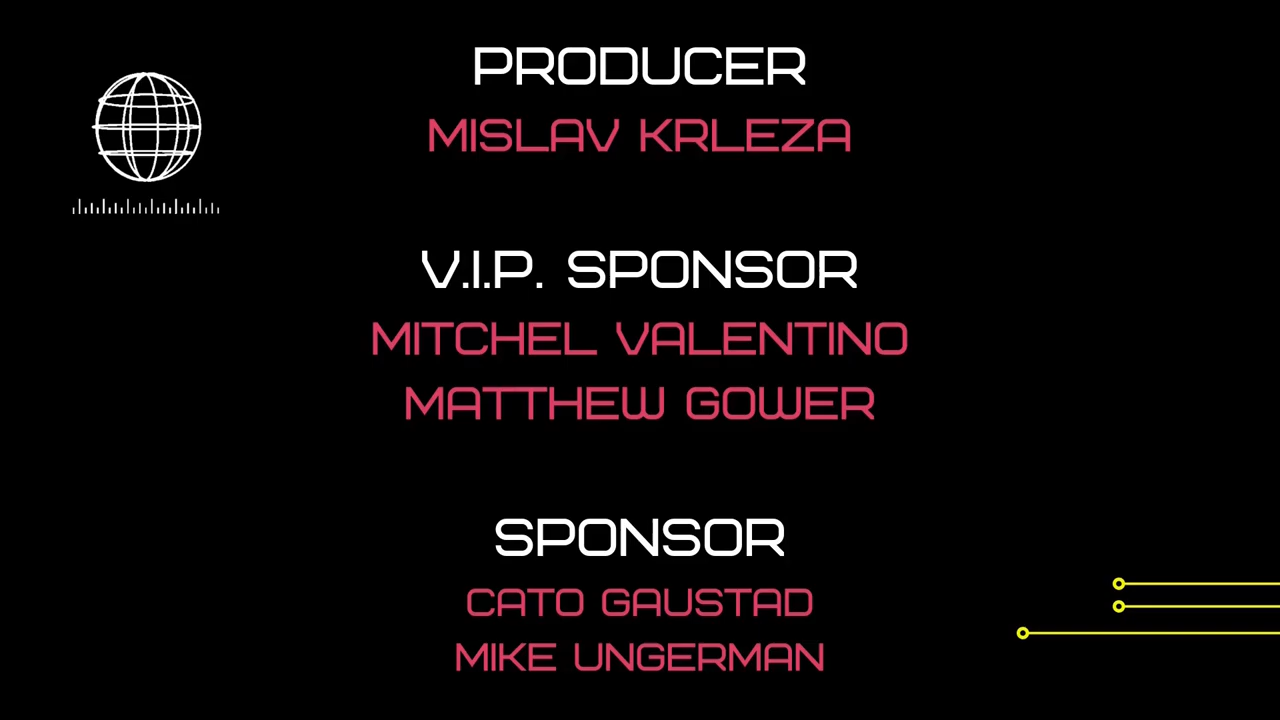 PRODUCER
MISLAV KRLEZA
V.I.P. SPONSOR
MITCHEL VALENTINO
MATTHEW GOWER
SPONSOR
CATO GAUSTAD
MIKE UNGERMAN